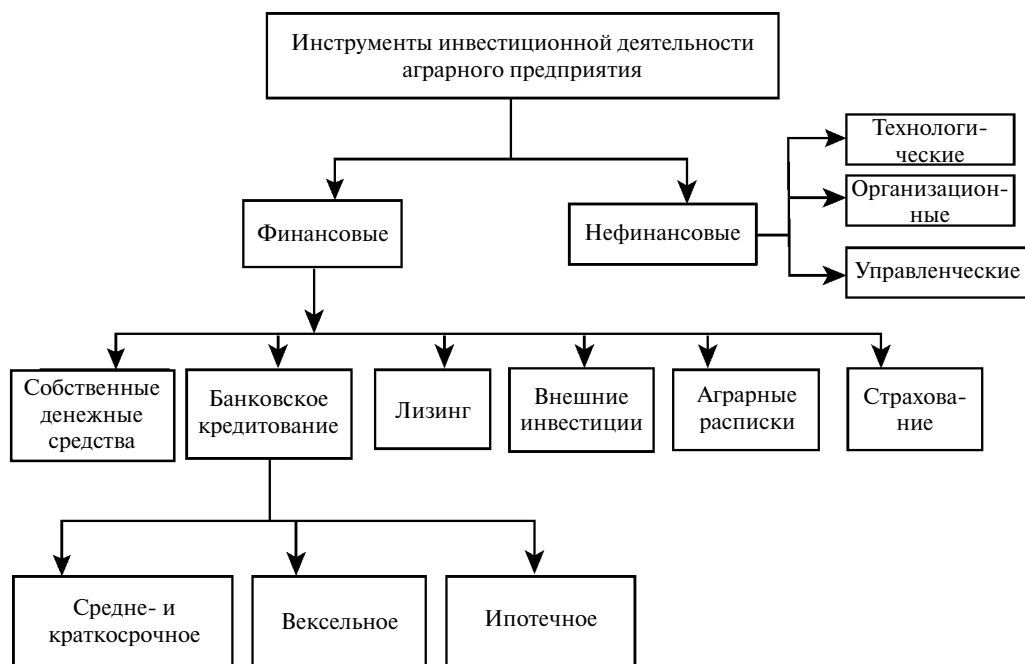 Инструменты инвестиционной деятельности
аграрного предприятия
Технологи-
ческие
Организацион-
ные
Финансовые
Нефинансовые
Управленческие
Собственные
денежные
средства
Банковское
кредитование
Лизинг
Внешние
инвестиции
Аграрные
расписки
Страхова-
ние
Средне- и
краткосрочное
Вексельное
Ипотечное